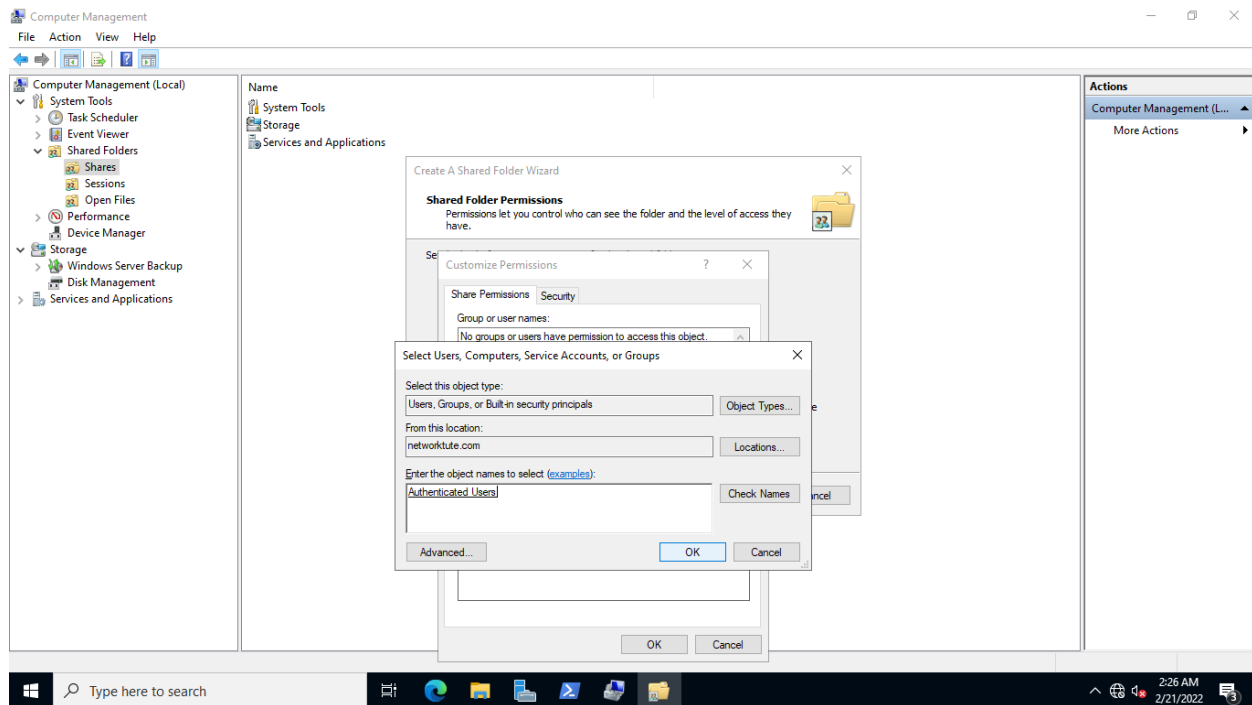 Computer Management
File Action View Help
Computer Management (Local)
System Tools
Task Scheduler
Event Viewer
Shared Folders
Shares
Sessions
Open Files
Performance
Device Manager
Storage
Windows Server Backup
Disk Management
Services and Applications
Name
System Tools
Storage
Services and Applications
Actions
Computer Management (L...
More Actions
Create A Shared Folder Wizard
Shared Folder Permissions
Permissions let you control who can see the folder and the level of access they
have.
Customize Permissions ?
Share Permissions Security
Group or user names:
No groups or users have permission to access this object.
Select Users, Computers, Service Accounts, or Groups
Select this object type:
Users, Groups, or Built-in security principals Object Types...
From this location:
networktute.com Locations...
Enter the object names to select (examples):
Authenticated Users Check Names
Advanced... OK Cancel
OK Cancel
Type here to search
2:26 AM
2/21/2022
3